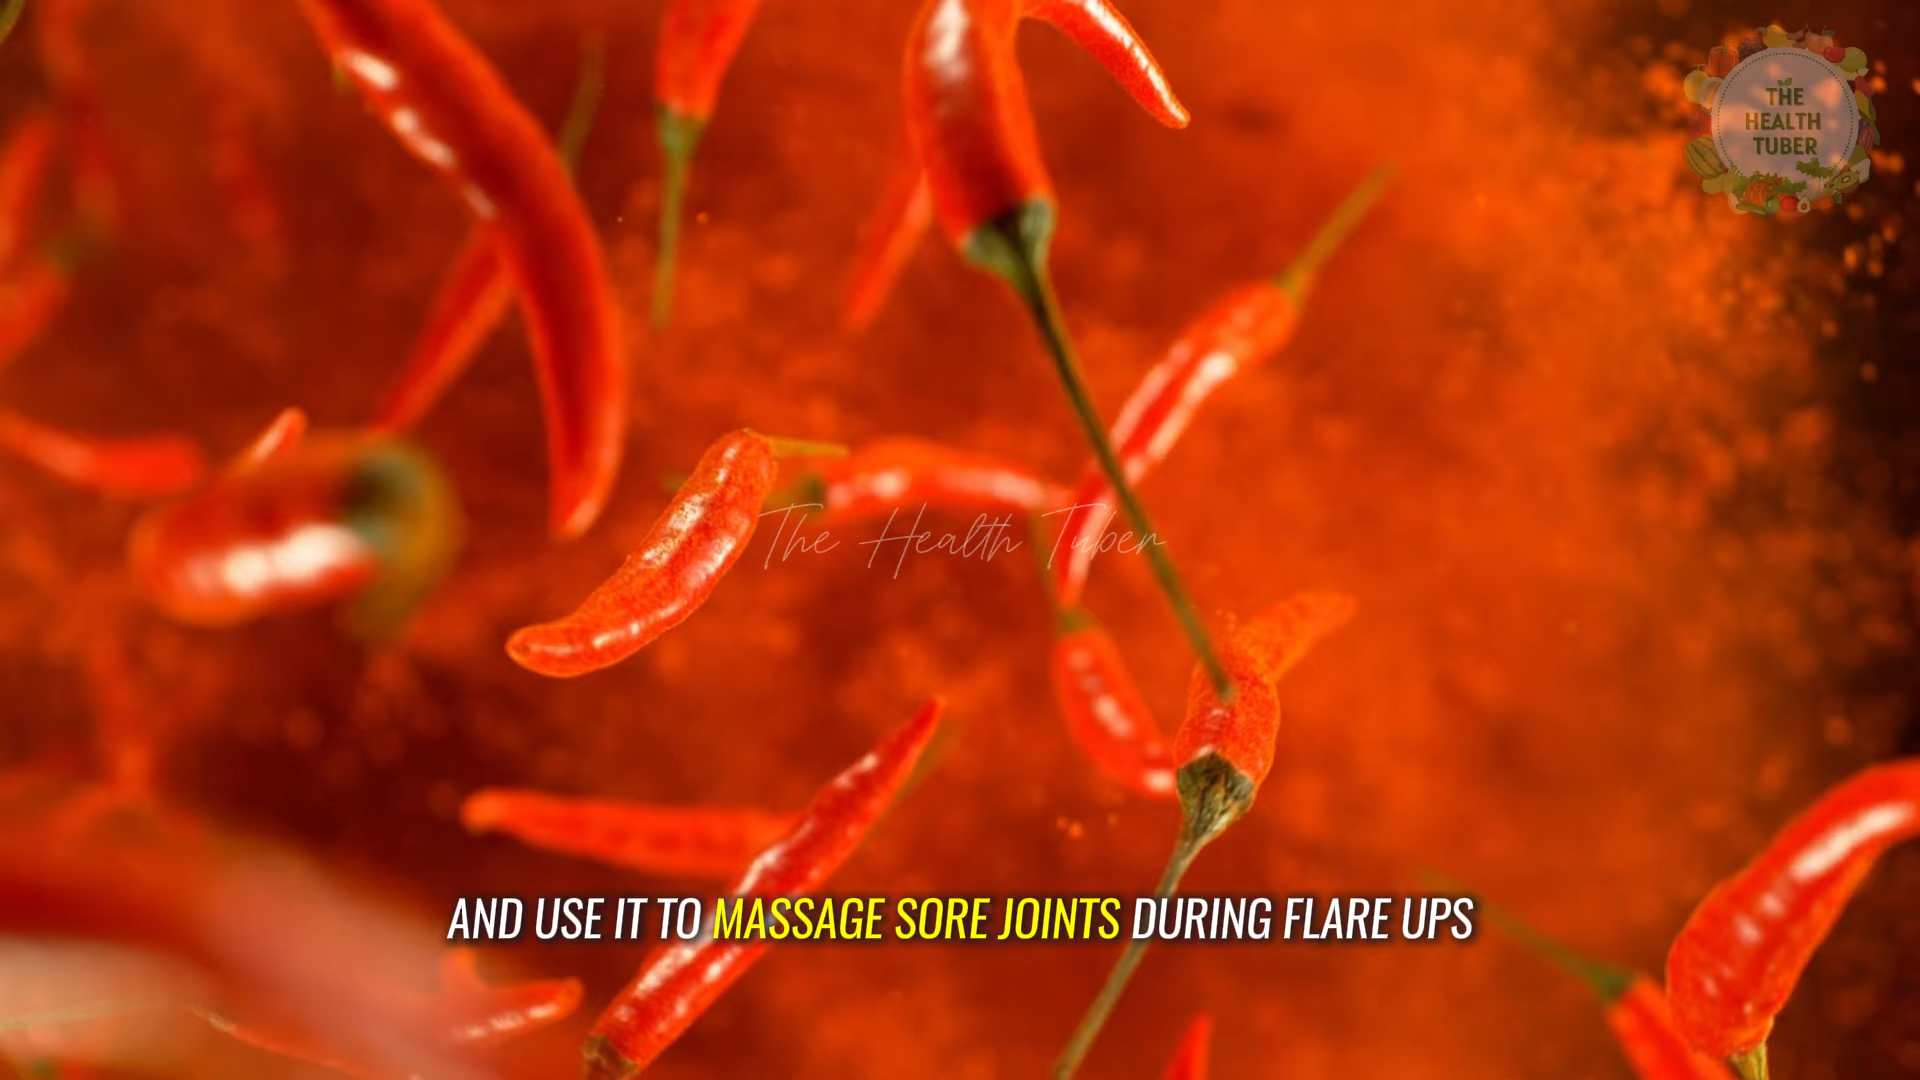 THE
HEALTH
TUBER
The Health Tuber
AND USE IT TO MASSAGE SORE JOINTS DURING FLARE UPS